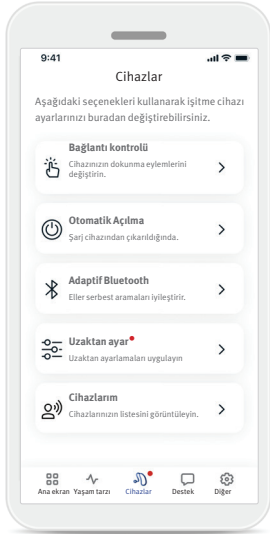 9:41
Cihazlar
Aşağıdaki seçenekleri kullanarak işitme cihazı
ayarlarınızı buradan değiştirebilirsiniz.
Bağlantı kontrolü
Cihazınızın dokunma eylemlerini
değiştirin.
Otomatik Açılma
Şarj cihazından çıkarıldığında.
Adaptif Bluetooth
Eller serbest aramaları iyileştirir.
Uzaktan ayar
Uzaktan ayarlamaları uygulayın
Cihazlarım
Cihazlarınızın listesini görüntüleyin.
Ana ekran Yaşam tarzı Cihazlar Destek Diğer